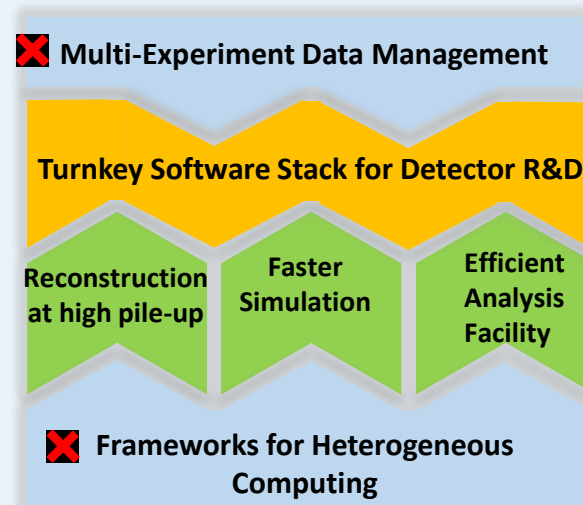 Multi-Experiment Data Management
Turnkey Software Stack for Detector R&D
Reconstruction
at high pile-up
Faster
Simulation
Efficient
Analysis
Facility
Frameworks for Heterogeneous
Computing